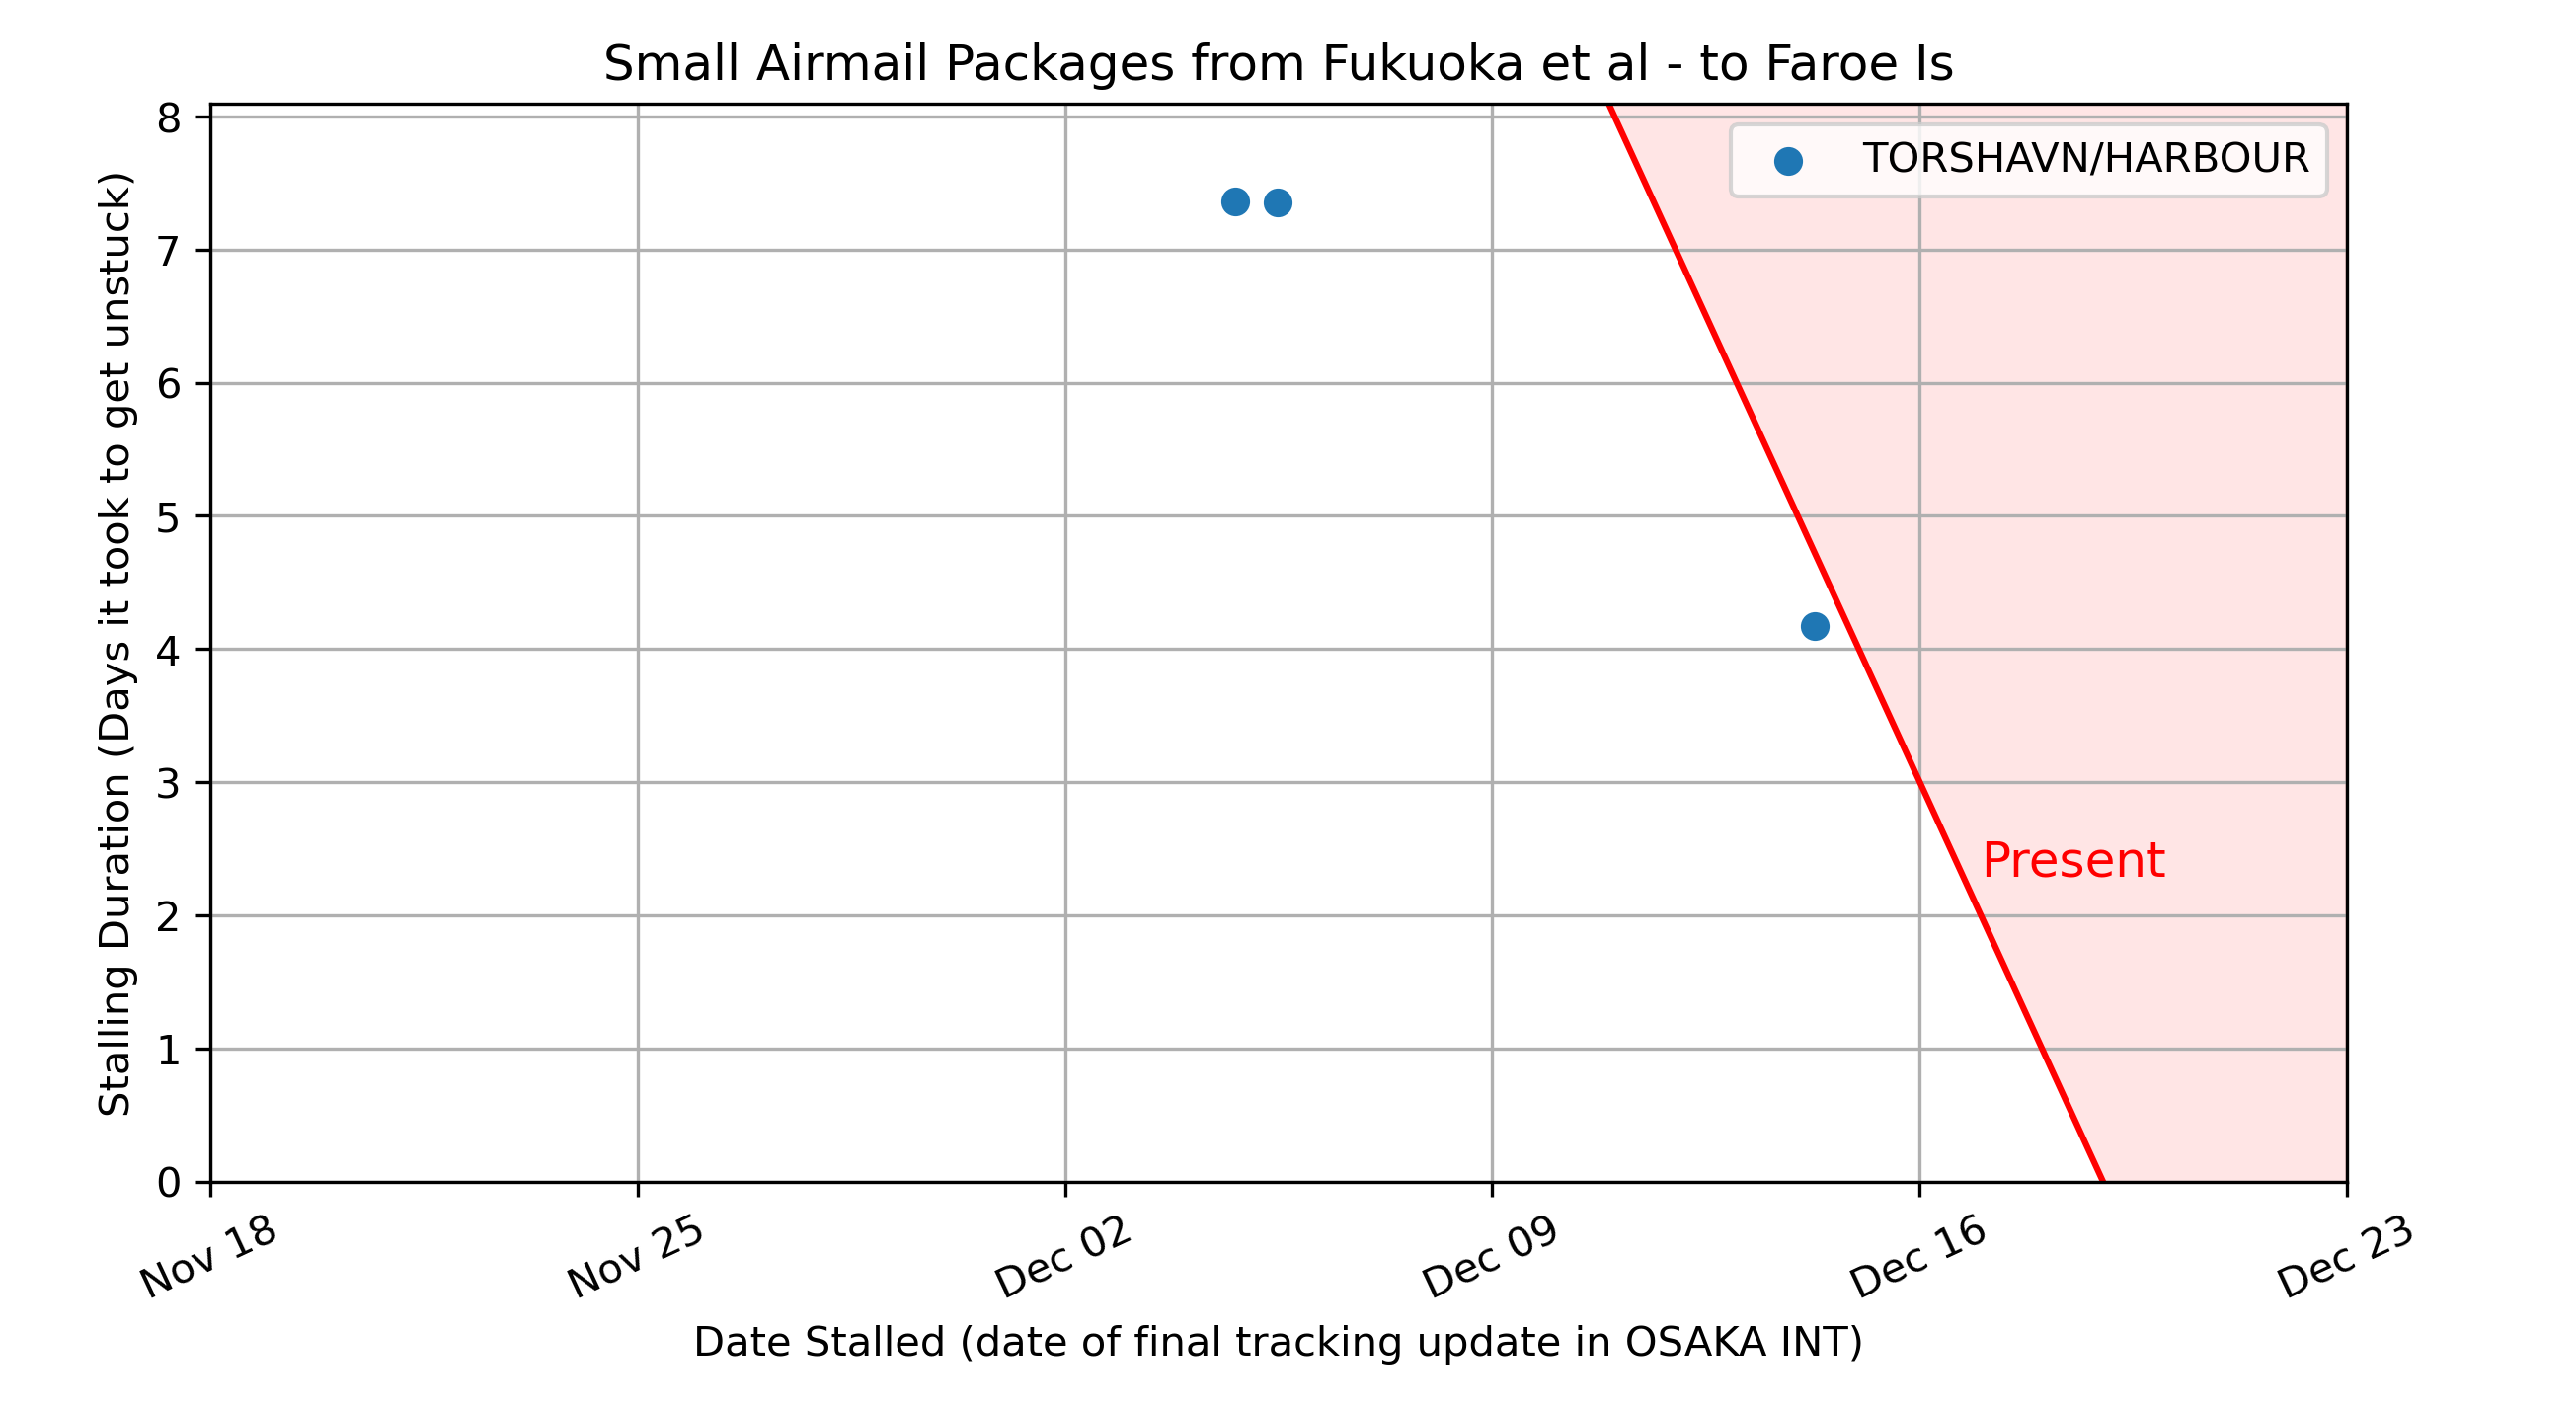 Small Airmail Packages from Fukuoka et al - to Faroe Is
TORSHAVN/HARBOUR
Stalling Duration (Days it took to get unstuck)
8
7
6
5
4
3
2
1
0
Present
Nov 18
Nov 25
Dec 02
Dec 09
Dec 16
Dec 23
Date Stalled (date of final tracking update in OSAKA INT)